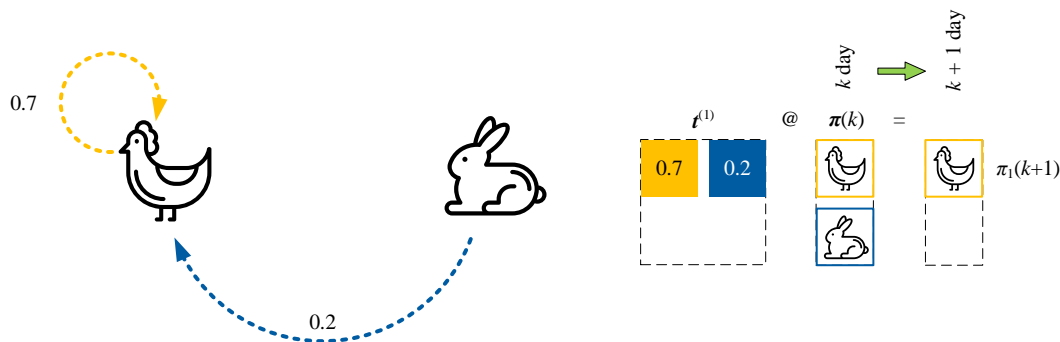 0.7
0.2
k day
k + 1 day
t(1) @ π(k) =
0.7 0.2
π1(k+1)